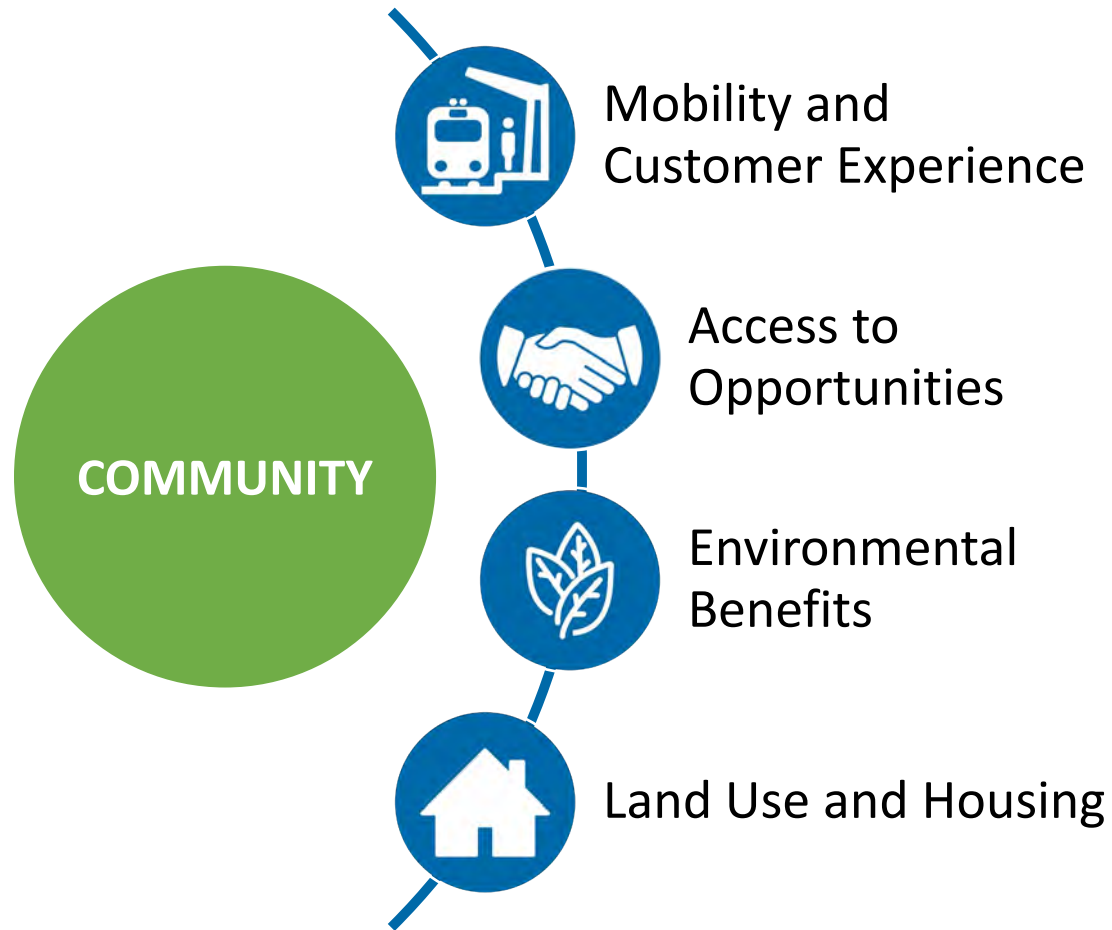 Mobility and
Customer Experience
Access to
Opportunities
COMMUNITY
Environmental
Benefits
Land Use and Housing